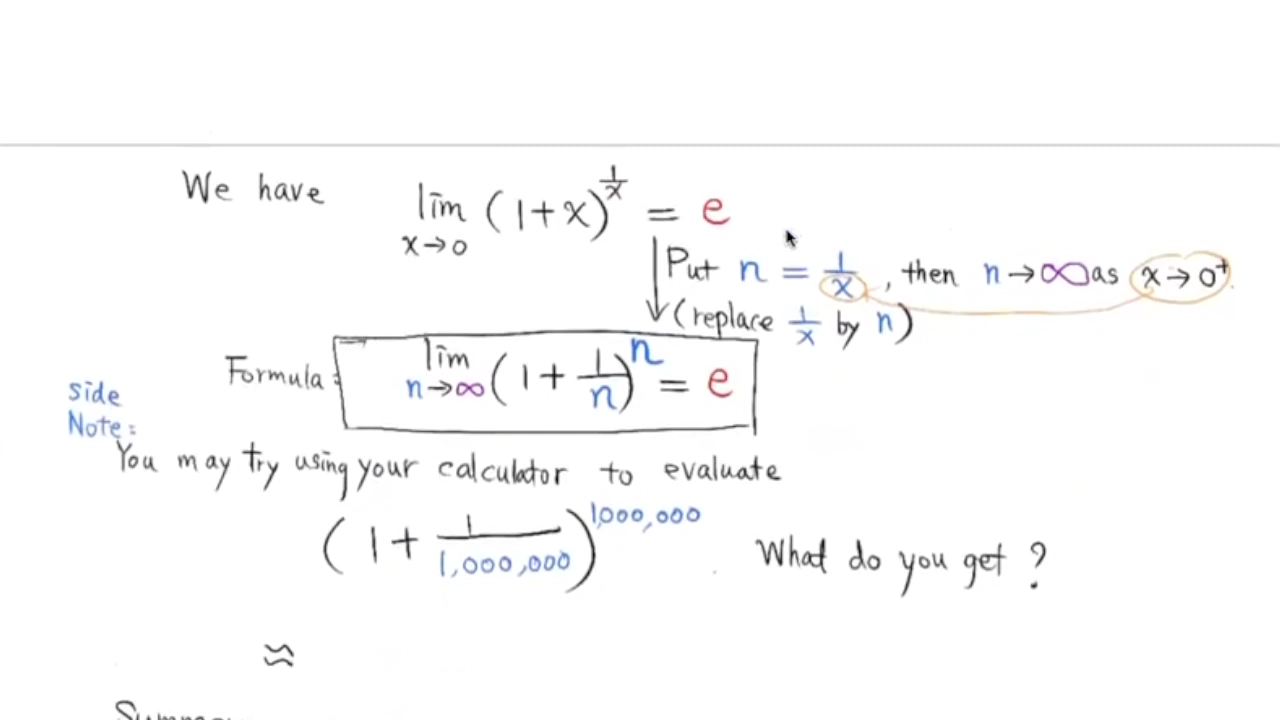 We have lim x→0 (1+x)^(1/x) = e
Put n = 1/x , then n→∞ as x→0⁺
(replace 1/x by n)
Formula: lim n→∞ (1 + 1/n)^n = e
side
Note:
You may try using your calculator to evaluate
(1 + 1/1,000,000)^1,000,000 What do you get ?
≈